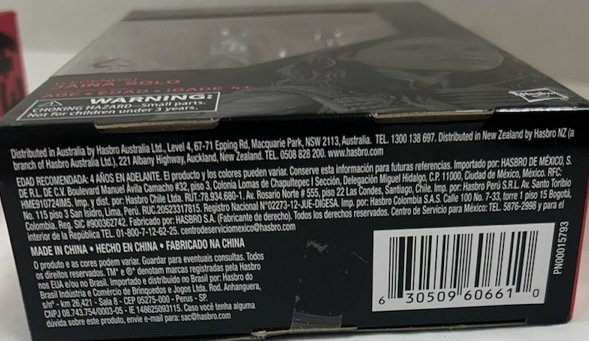 JAINA SOLO
AGE • EDAD • IDADE 4+
WARNING:
CHOKING HAZARD—Small parts.
Not for children under 3 years.
Hasbro
Distributed in Australia by Hasbro Australia Ltd., Level 4, 67-71 Epping Rd, Macquarie Park, NSW 2113, Australia. TEL. 1300 138 697. Distributed in New Zealand by Hasbro NZ (a
branch of Hasbro Australia Ltd.), 221 Albany Highway, Auckland, New Zealand. TEL. 0508 828 200. www.hasbro.com
EDAD RECOMENDADA: 4 AÑOS EN ADELANTE. El producto y los colores pueden variar. Conserve esta información para futuras referencias. Importado por: HASBRO DE MÉXICO, S.
DE R.L. DE C.V. Boulevard Manuel Ávila Camacho #32, piso 3, Colonia Lomas de Chapultepec I Sección, Delegación Miguel Hidalgo, C.P. 11000, Ciudad de México, México. RFC.
HME910724IM5. Imp. y dist. por: Hasbro Chile Ltda. RUT.:78.934.680-1. Av. Rosario Norte # 555, piso 22 Las Condes, Santiago, Chile. Imp. por: Hasbro Perú S.R.L. Av. Santo Toribio
No. 115 piso 3 San Isidro, Lima, Perú. RUC.20523317815. Registro Nacional N°02273-12-JUE-DIGESA. Imp. por: Hasbro Colombia S.A.S. Calle 100 No. 7-33, torre 1 piso 15 Bogotá,
Colombia. Reg. SIC #900362742. Fabricado por: HASBRO S.A. (Fabricante de derecho). Todos los derechos reservados. Centro de Servicio para México: TEL. 5876-2998 y para el
interior de la República TEL. 01-800-7-12-62-25. centrodeserviciomexico@hasbro.com
MADE IN CHINA • HECHO EN CHINA • FABRICADO NA CHINA
O produto e as cores podem variar. Guardar para eventuais consultas. Todos
os direitos reservados. TM* e ®* denotam marcas registradas pela Hasbro
nos EUA e/ou no Brasil. Importado e distribuído no Brasil por: Hasbro do
Brasil Indústria e Comércio de Brinquedos e Jogos Ltda. Rod. Anhanguera,
s/nº - km 26,421 - Sala 8 - CEP 05275-000 - Perus - SP.
CNPJ 08.743.754/0003-05 - IE 148625093115. Caso você tenha alguma
dúvida sobre este produto, envie e-mail para: sac@hasbro.com
6 30509 60661 0
PN00015793